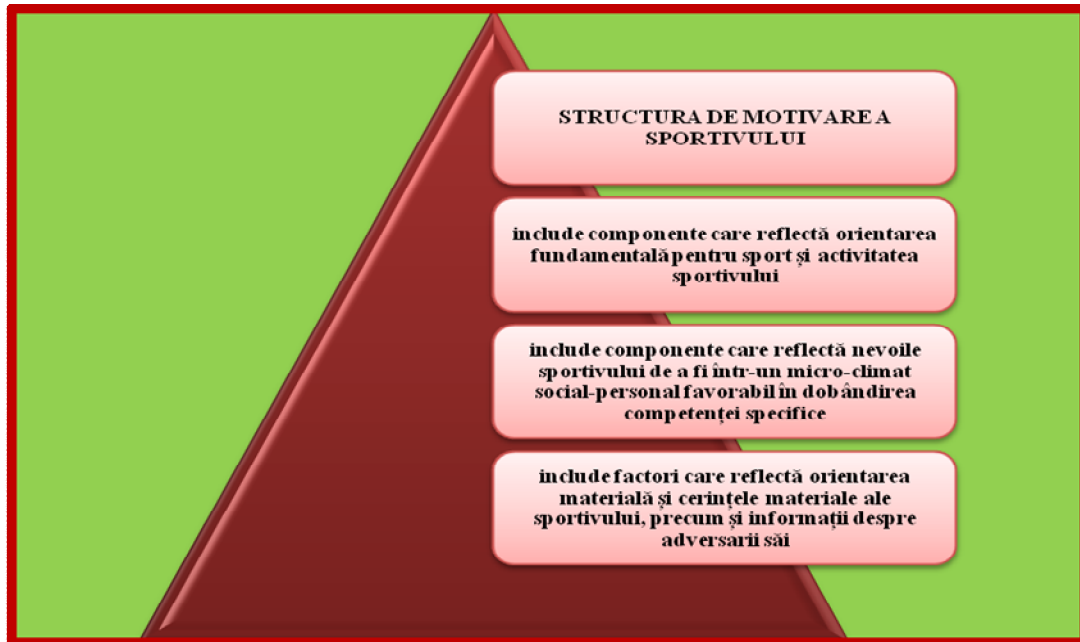 STRUCTURA DE MOTIVARE A
SPORTIVULUI
include componente care reflectă orientarea
fundamentală pentru sport și activitatea
sportivului
include componente care reflectă nevoile
sportivului de a fi într-un micro-climat
social-personal favorabil în dobândirea
competenței specifice
include factori care reflectă orientarea
materială și cerințele materiale ale
sportivului, precum și informații despre
adversarii săi